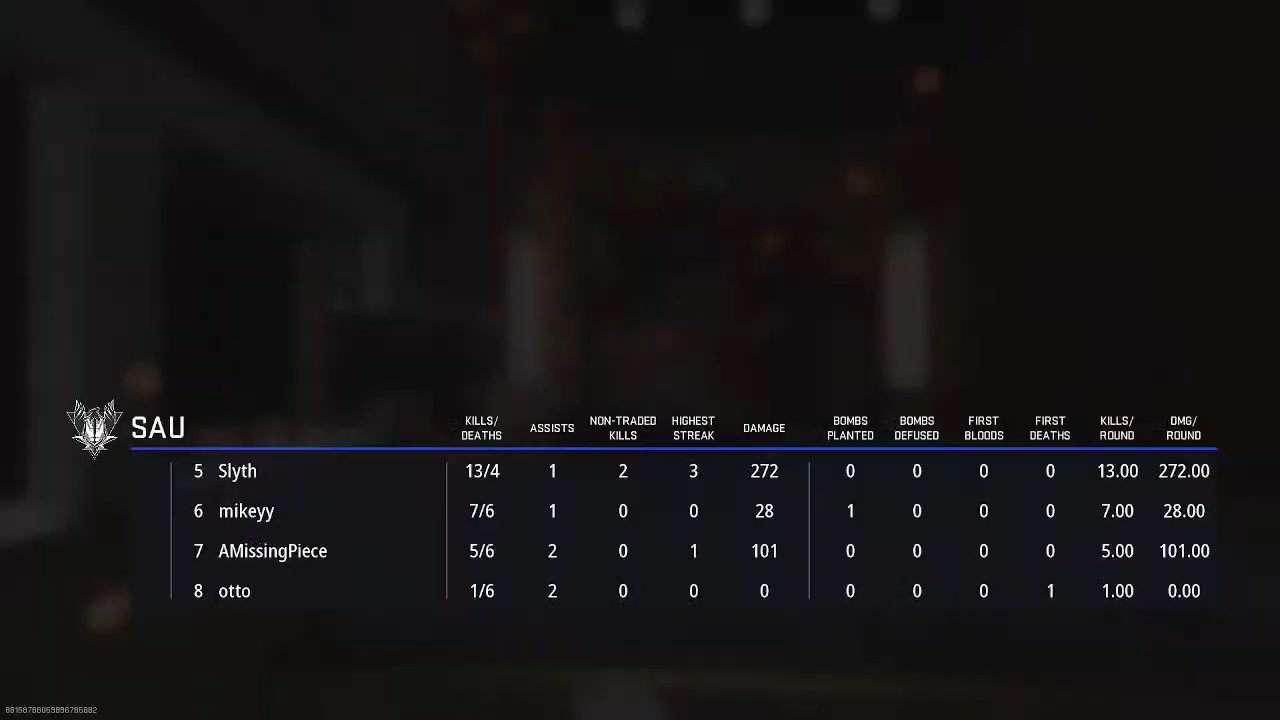 SAU KILLS/DEATHS ASSISTS NON-TRADED KILLS HIGHEST STREAK DAMAGE BOMBS PLANTED BOMBS DEFUSED FIRST BLOODS FIRST DEATHS KILLS/ROUND DMG/ROUND
5 Slyth 13/4 1 2 3 272 0 0 0 0 13.00 272.00
6 mikeyy 7/6 1 0 0 28 1 0 0 0 7.00 28.00
7 AMissingPiece 5/6 2 0 1 101 0 0 0 0 5.00 101.00
8 otto 1/6 2 0 0 0 0 0 0 1 1.00 0.00